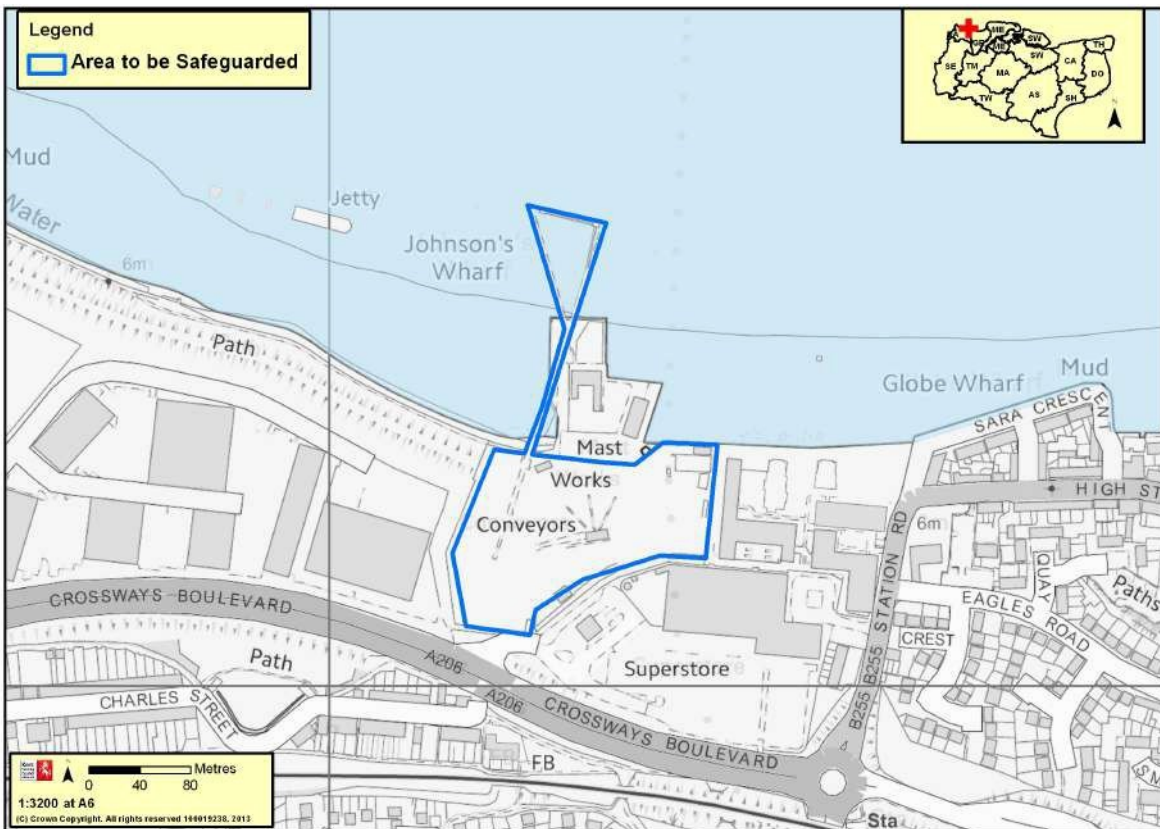 Legend
Area to be Safeguarded
SE
TM
MA
TW
AS
SH
SW
SW
CA
TH
DO
ME
ME
N
Mud
Water
6m
Jetty
Johnson's
Wharf
Path
Globe Wharf
Mud
SARA CRESCENT
Mast
Works
Conveyors
HIGH ST
6m
B255 STATION RD
B255
QUAY
EAGLES ROAD
Paths
CREST
CROSSWAYS BOULEVARD
A206
A206
CROSSWAYS BOULEVARD
Superstore
Path
CHARLES STREET
FB
Sta
N
Metres
0 40 80
1:3200 at A6
(C) Crown Copyright. All rights reserved 100019238, 2013